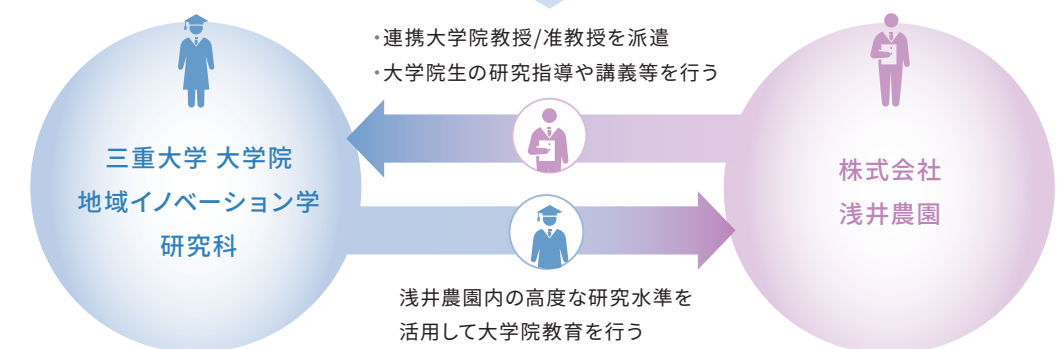 ・連携大学院教授/准教授を派遣
・大学院生の研究指導や講義等を行う
三重大学 大学院
地域イノベーション学
研究科
株式会社
浅井農園
浅井農園内の高度な研究水準を
活用して大学院教育を行う